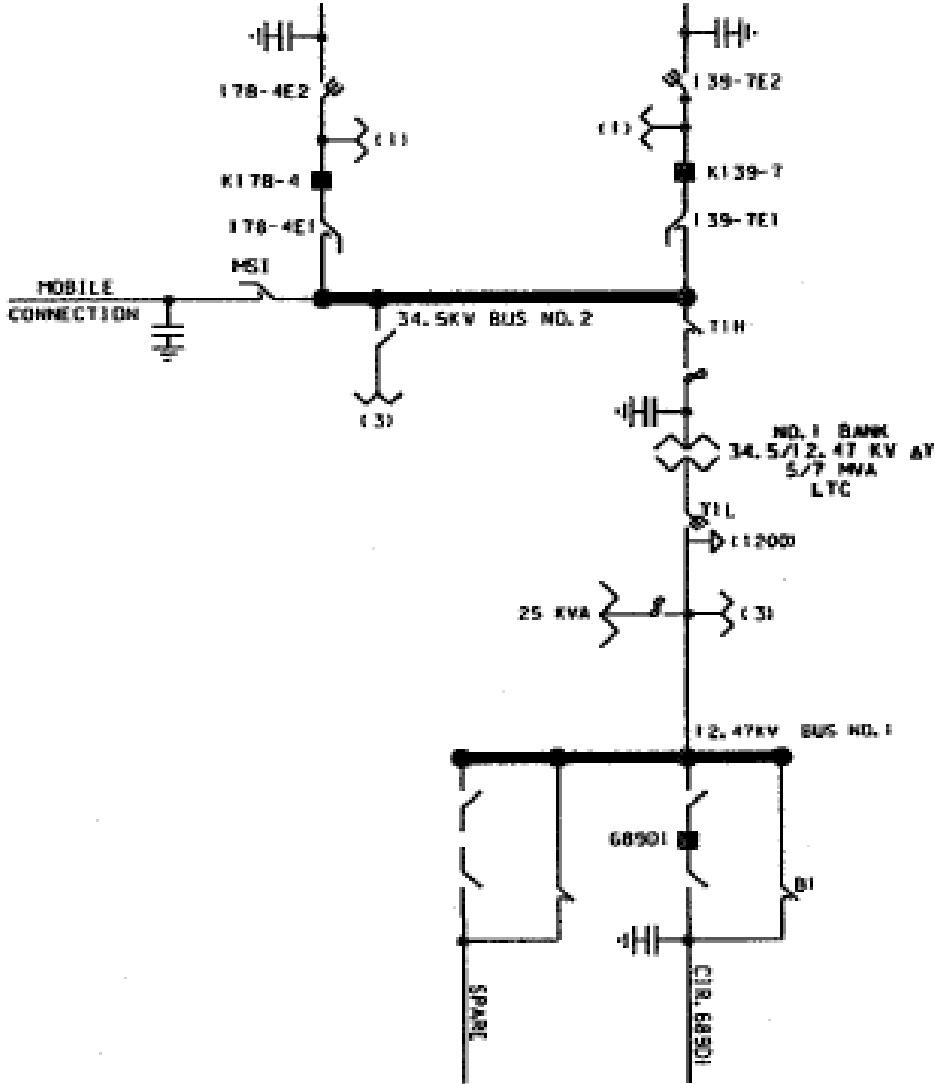 178-4E2
139-7E2
(1)
(1)
K178-4
K139-7
178-4E1
139-7E1
MS1
MOBILE
CONNECTION
34.5KV BUS NO.2
T1H
(3)
NO.1 BANK
34.5/12.47 KV ΔY
5/7 MVA
LTC
T1L
(1200)
25 KVA
(3)
12.47KV BUS NO.1
689D1
B1
SPARE
CIR.689D1